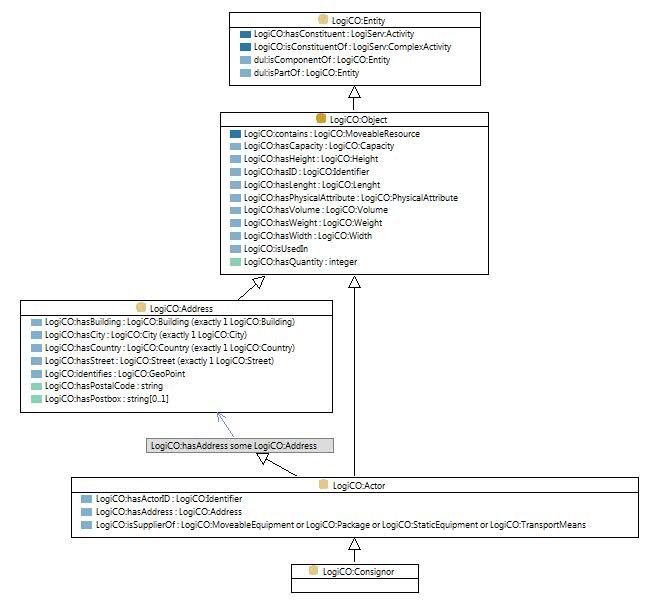 LogiCO:Entity
LogiCO:hasConstituent : LogiServ:Activity
LogiCO:isConstituentOf : LogiServ:ComplexActivity
dul:isComponentOf : LogiCO:Entity
dul:isPartOf : LogiCO:Entity
LogiCO:Object
LogiCO:contains : LogiCO:MoveableResource
LogiCO:hasCapacity : LogiCO:Capacity
LogiCO:hasHeight : LogiCO:Height
LogiCO:hasID : LogiCO:Identifier
LogiCO:hasLenght : LogiCO:Lenght
LogiCO:hasPhysicalAttribute : LogiCO:PhysicalAttribute
LogiCO:hasVolume : LogiCO:Volume
LogiCO:hasWeight : LogiCO:Weight
LogiCO:hasWidth : LogiCO:Width
LogiCO:isUsedIn
LogiCO:hasQuantity : integer
LogiCO:Address
LogiCO:hasBuilding : LogiCO:Building (exactly 1 LogiCO:Building)
LogiCO:hasCity : LogiCO:City (exactly 1 LogiCO:City)
LogiCO:hasCountry : LogiCO:Country (exactly 1 LogiCO:Country)
LogiCO:hasStreet : LogiCO:Street (exactly 1 LogiCO:Street)
LogiCO:identifies : LogiCO:GeoPoint
LogiCO:hasPostalCode : string
LogiCO:hasPostbox : string[0..1]
LogiCO:hasAddress some LogiCO:Address
LogiCO:Actor
LogiCO:hasActorID : LogiCO:Identifier
LogiCO:hasAddress : LogiCO:Address
LogiCO:isSupplierOf : LogiCO:MoveableEquipment or LogiCO:Package or LogiCO:StaticEquipment or LogiCO:TransportMeans
LogiCO:Consignor